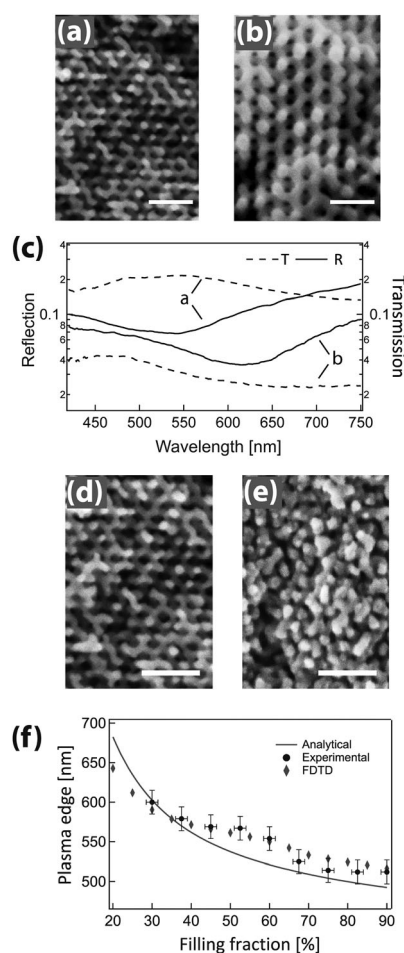 (a)
(b)
(c)
4
2
0.1
8
6
4
2
4
2
0.1
8
6
4
2
Reflection
Transmission
T
R
a
b
450
500
550
600
650
700
750
Wavelength [nm]
(d)
(e)
(f)
700
650
600
550
500
Plasma edge [nm]
Analytical
Experimental
FDTD
20
30
40
50
60
70
80
90
Filling fraction [%]